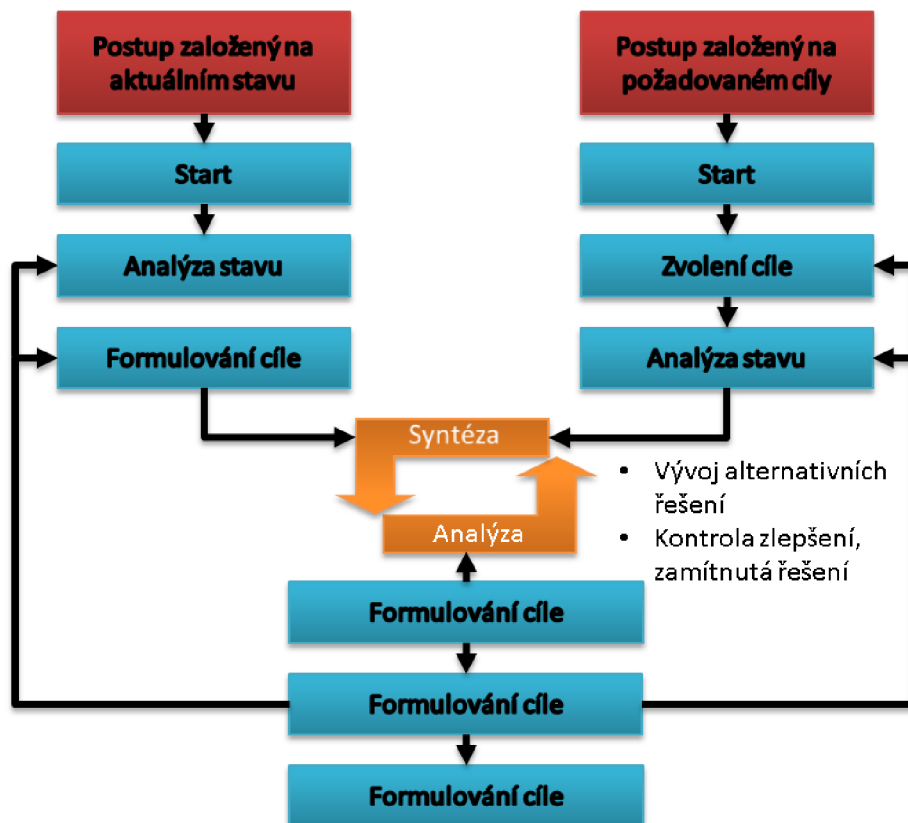 Postup založený na
aktuálním stavu
Postup založený na
požadovaném cíly
Start
Start
Analýza stavu
Zvolení cíle
Formulování cíle
Analýza stavu
Syntéza
Analýza
• Vývoj alternativních
řešení
• Kontrola zlepšení,
zamítnutá řešení
Formulování cíle
Formulování cíle
Formulování cíle